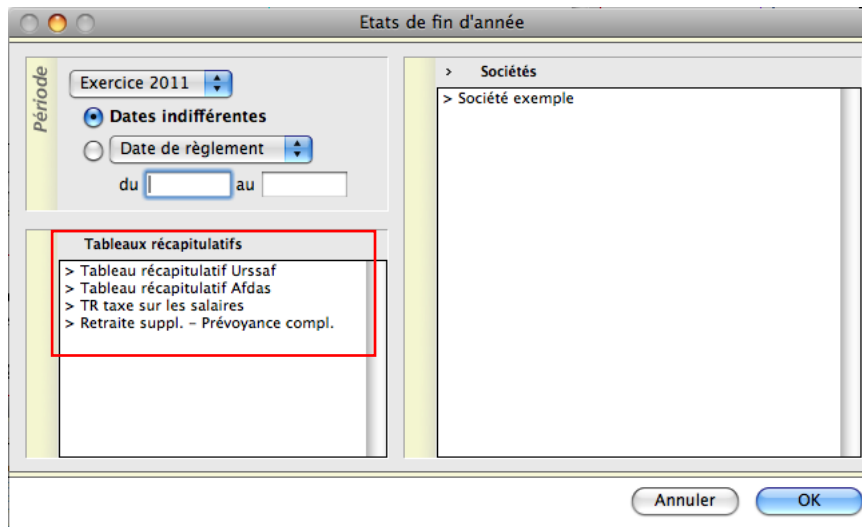 Etats de fin d'année
Période
Exercice 2011
Dates indifférentes
Date de règlement
du au
> Sociétés
> Société exemple
Tableaux récapitulatifs
> Tableau récapitulatif Urssaf
> Tableau récapitulatif Afdas
> TR taxe sur les salaires
> Retraite suppl. – Prévoyance compl.
Annuler OK